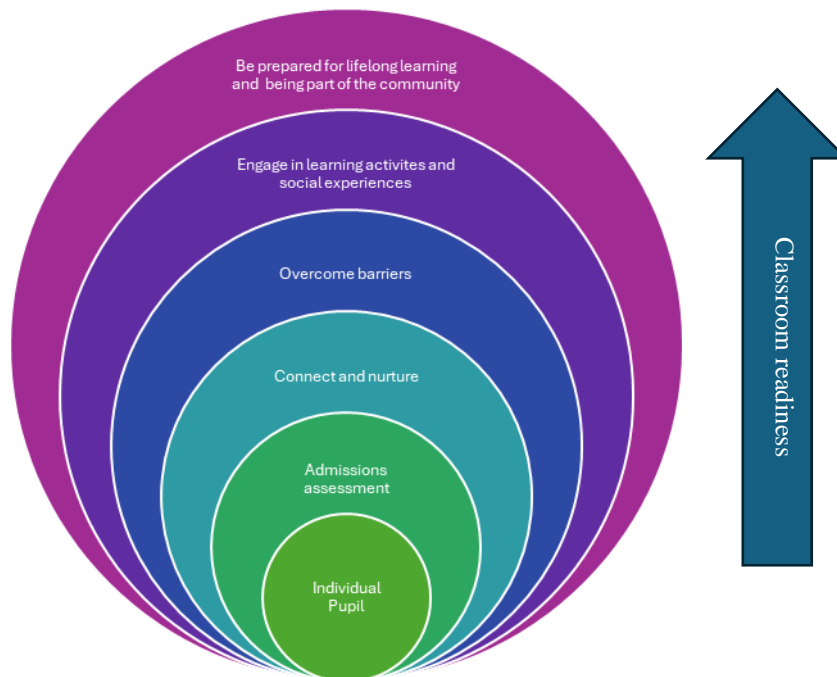 Be prepared for lifelong learning
and being part of the community
Engage in learning activites and
social experiences
Overcome barriers
Connect and nurture
Admissions
assessment
Individual
Pupil
Classroom readiness